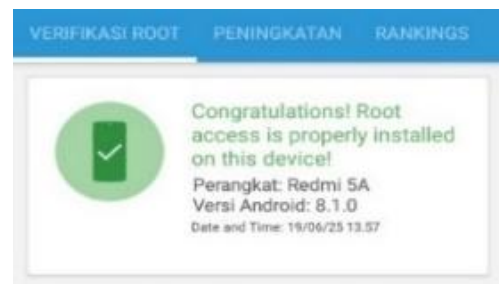 VERIFIKASI ROOT PENINGKATAN RANKINGS
Congratulations! Root
access is properly installed
on this device!
Perangkat: Redmi 5A
Versi Android: 8.1.0
Date and Time: 19/06/25 13.57